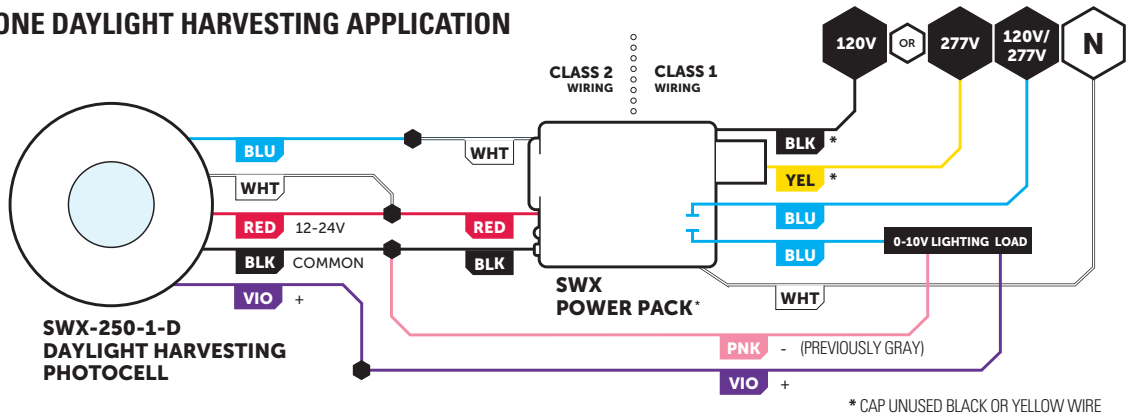 ONE DAYLIGHT HARVESTING APPLICATION
120V
OR
277V
120V/
277V
N
CLASS 2
WIRING
CLASS 1
WIRING
BLU
WHT
BLK *
WHT
YEL *
RED 12-24V
RED
BLU
BLK COMMON
BLK
BLU
0-10V LIGHTING LOAD
VIO +
WHT
SWX
POWER PACK*
SWX-250-1-D
DAYLIGHT HARVESTING
PHOTOCELL
PNK - (PREVIOUSLY GRAY)
VIO +
* CAP UNUSED BLACK OR YELLOW WIRE